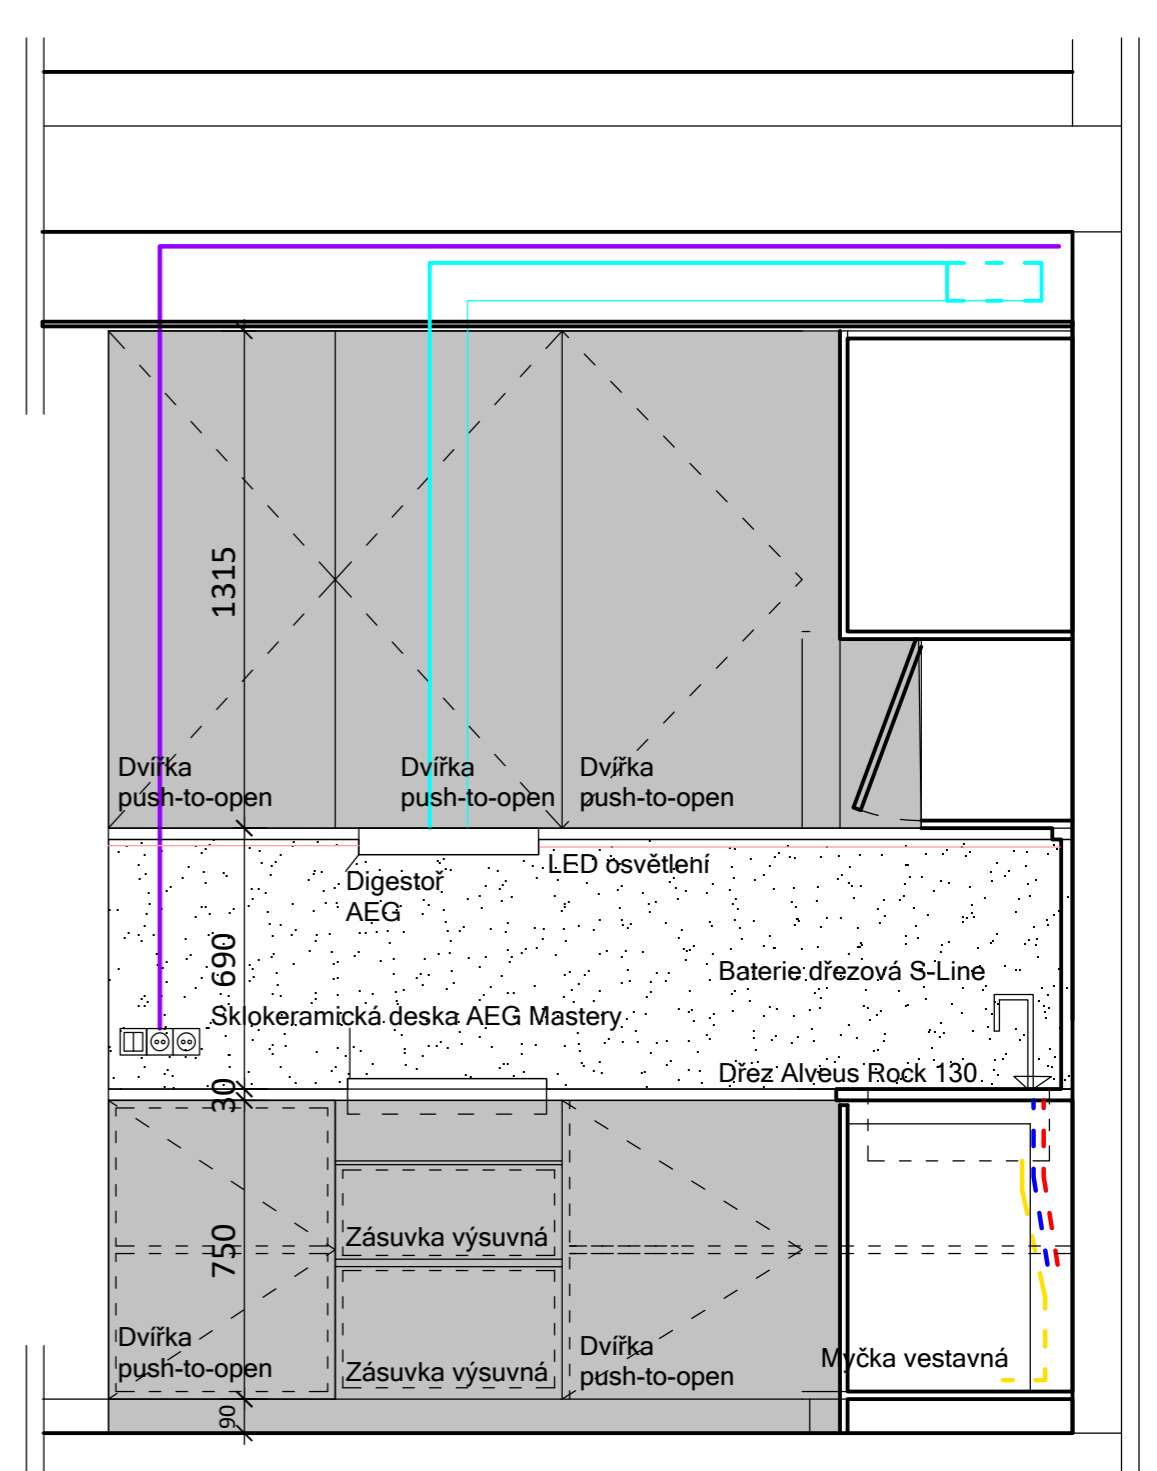 1315
Dvířka
push-to-open
Dvířka
push-to-open
Dvířka
push-to-open
LED osvětlení
Digestoř
AEG
690
Baterie dřezová S-Line
Sklokeramická deska AEG Mastery
Dřez Alveus Rock 130
30
Zásuvka výsuvná
750
Dvířka
push-to-open
Zásuvka výsuvná
Dvířka
push-to-open
Myčka vestavná
90